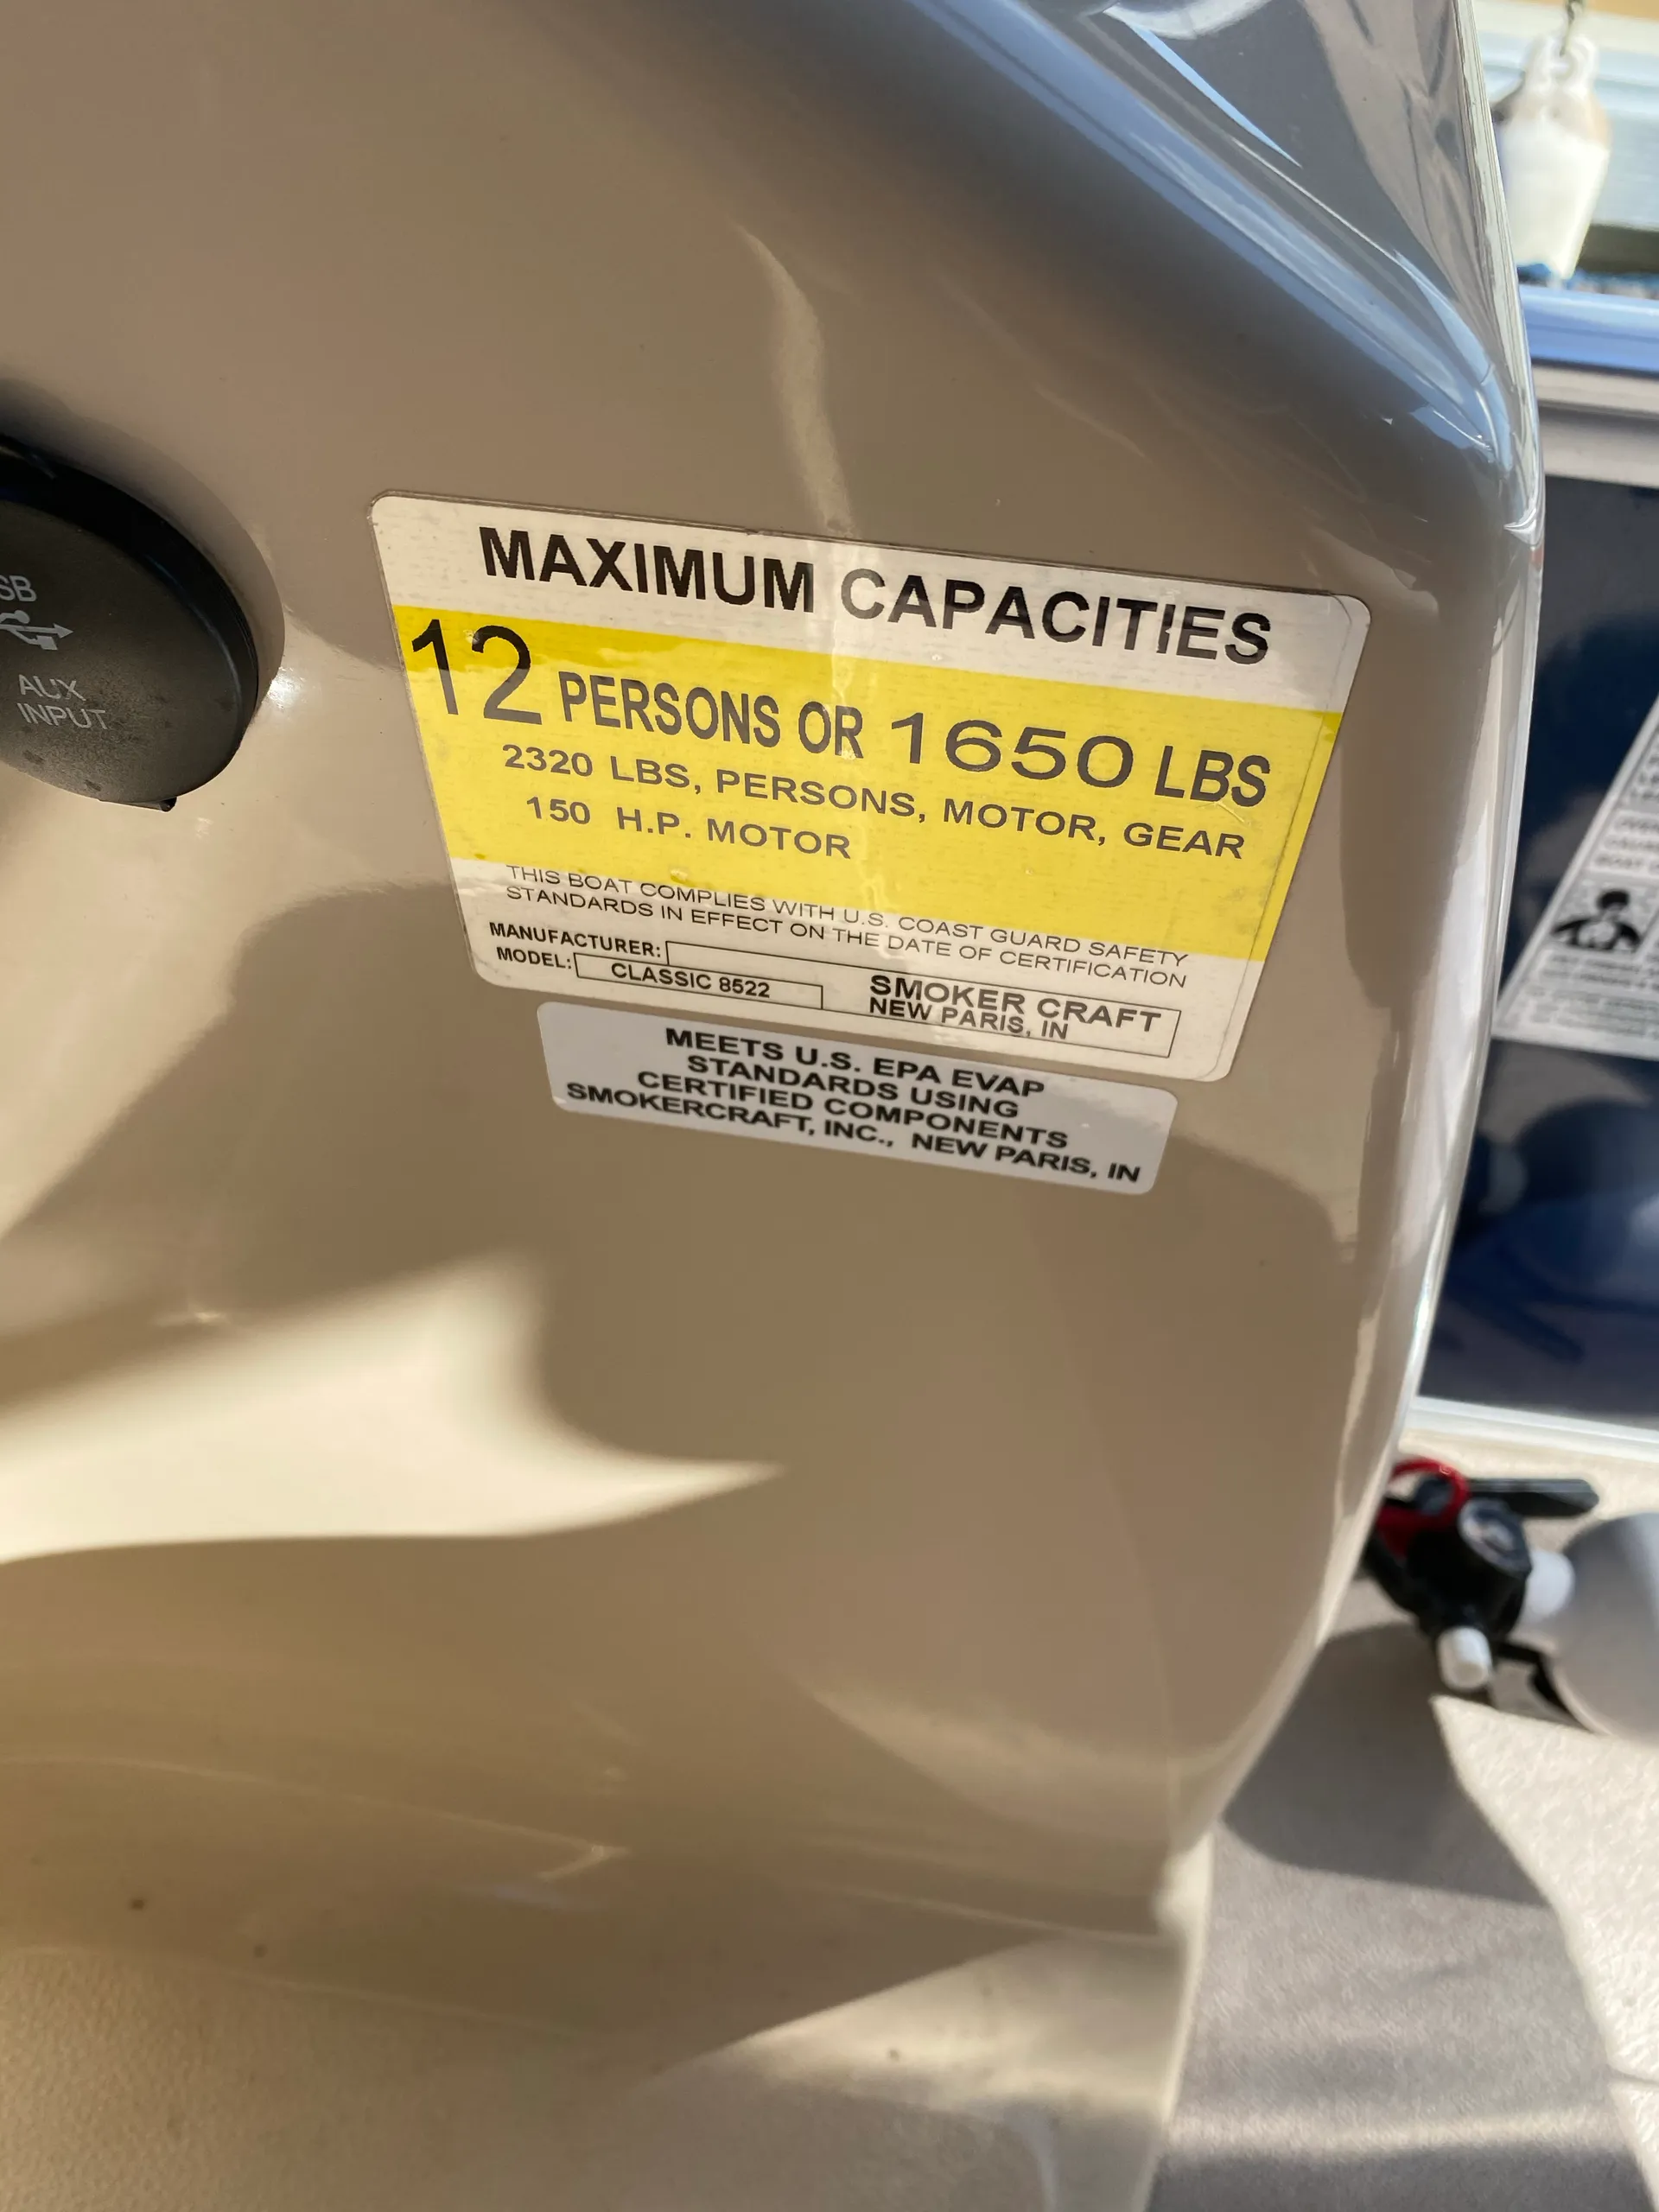 SB
AUX
INPUT
MAXIMUM CAPACITIES
12 PERSONS OR 1650 LBS
2320 LBS, PERSONS, MOTOR, GEAR
150 H.P. MOTOR
THIS BOAT COMPLIES WITH U.S. COAST GUARD SAFETY
STANDARDS IN EFFECT ON THE DATE OF CERTIFICATION
MANUFACTURER: SMOKER CRAFT
MODEL: CLASSIC 8522 NEW PARIS, IN
MEETS U.S. EPA EVAP
STANDARDS USING
CERTIFIED COMPONENTS
SMOKERCRAFT, INC., NEW PARIS, IN